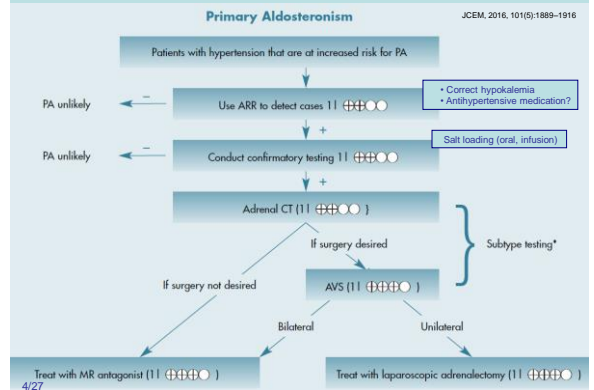 Primary Aldosteronism
JCEM, 2016, 101(5):1889–1916
Patients with hypertension that are at increased risk for PA
• Correct hypokalemia
• Antihypertensive medication?
PA unlikely
–
Use ARR to detect cases 1| ⊕⊕○○
+
Salt loading (oral, infusion)
PA unlikely
–
Conduct confirmatory testing 1| ⊕⊕○○
+
Adrenal CT (1| ⊕⊕○○ )
If surgery desired
Subtype testing*
If surgery not desired
AVS (1| ⊕⊕⊕○ )
Bilateral
Unilateral
Treat with MR antagonist (1| ⊕⊕⊕○ )
Treat with laparoscopic adrenalectomy (1| ⊕⊕⊕○ )
4/27